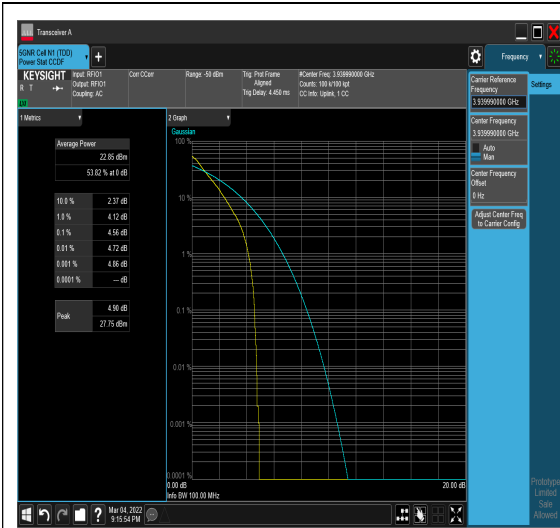 Transceiver A
5GNR Cell N1 (TDD)
Power Stat CCDF
+
Frequency
KEYSIGHT
R T
LXI
Input: RFIO1
Output: RFIO1
Coupling: AC
Corr CCorr
Range: -50 dBm
Trig: Prot Frame
Aligned
Trig Delay: 4.450 ms
#Center Freq: 3.939990000 GHz
Counts: 100 k/100 kpt
CC Info: Uplink, 1 CC
1 Metrics
Average Power
22.85 dBm
53.82 % at 0 dB
10.0 % 2.37 dB
1.0 % 4.12 dB
0.1 % 4.56 dB
0.01 % 4.72 dB
0.001 % 4.86 dB
0.0001 % --- dB
Peak
4.90 dB
27.75 dBm
2 Graph
Gaussian
100 %
10 %
1 %
0.1 %
0.01 %
0.001 %
0.0001 %
0.00 dB
20.00 dB
Info BW 100.00 MHz
Carrier Reference
Frequency
3.939990000 GHz
Center Frequency
3.939990000 GHz
Auto
Man
Center Frequency
Offset
0 Hz
Adjust Center Freq
to Carrier Config
Settings
Prototype
Limited
Sale
Allowed
?
Mar 04, 2022
9:15:54 PM